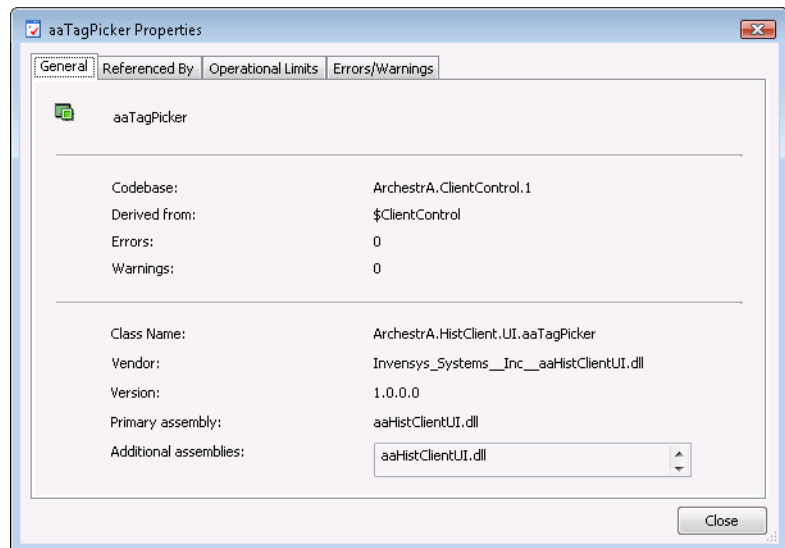 aaTagPicker Properties
General Referenced By Operational Limits Errors/Warnings
aaTagPicker
Codebase: ArchestrA.ClientControl.1
Derived from: $ClientControl
Errors: 0
Warnings: 0
Class Name: ArchestrA.HistClient.UI.aaTagPicker
Vendor: Invensys_Systems__Inc__aaHistClientUI.dll
Version: 1.0.0.0
Primary assembly: aaHistClientUI.dll
Additional assemblies: aaHistClientUI.dll
Close